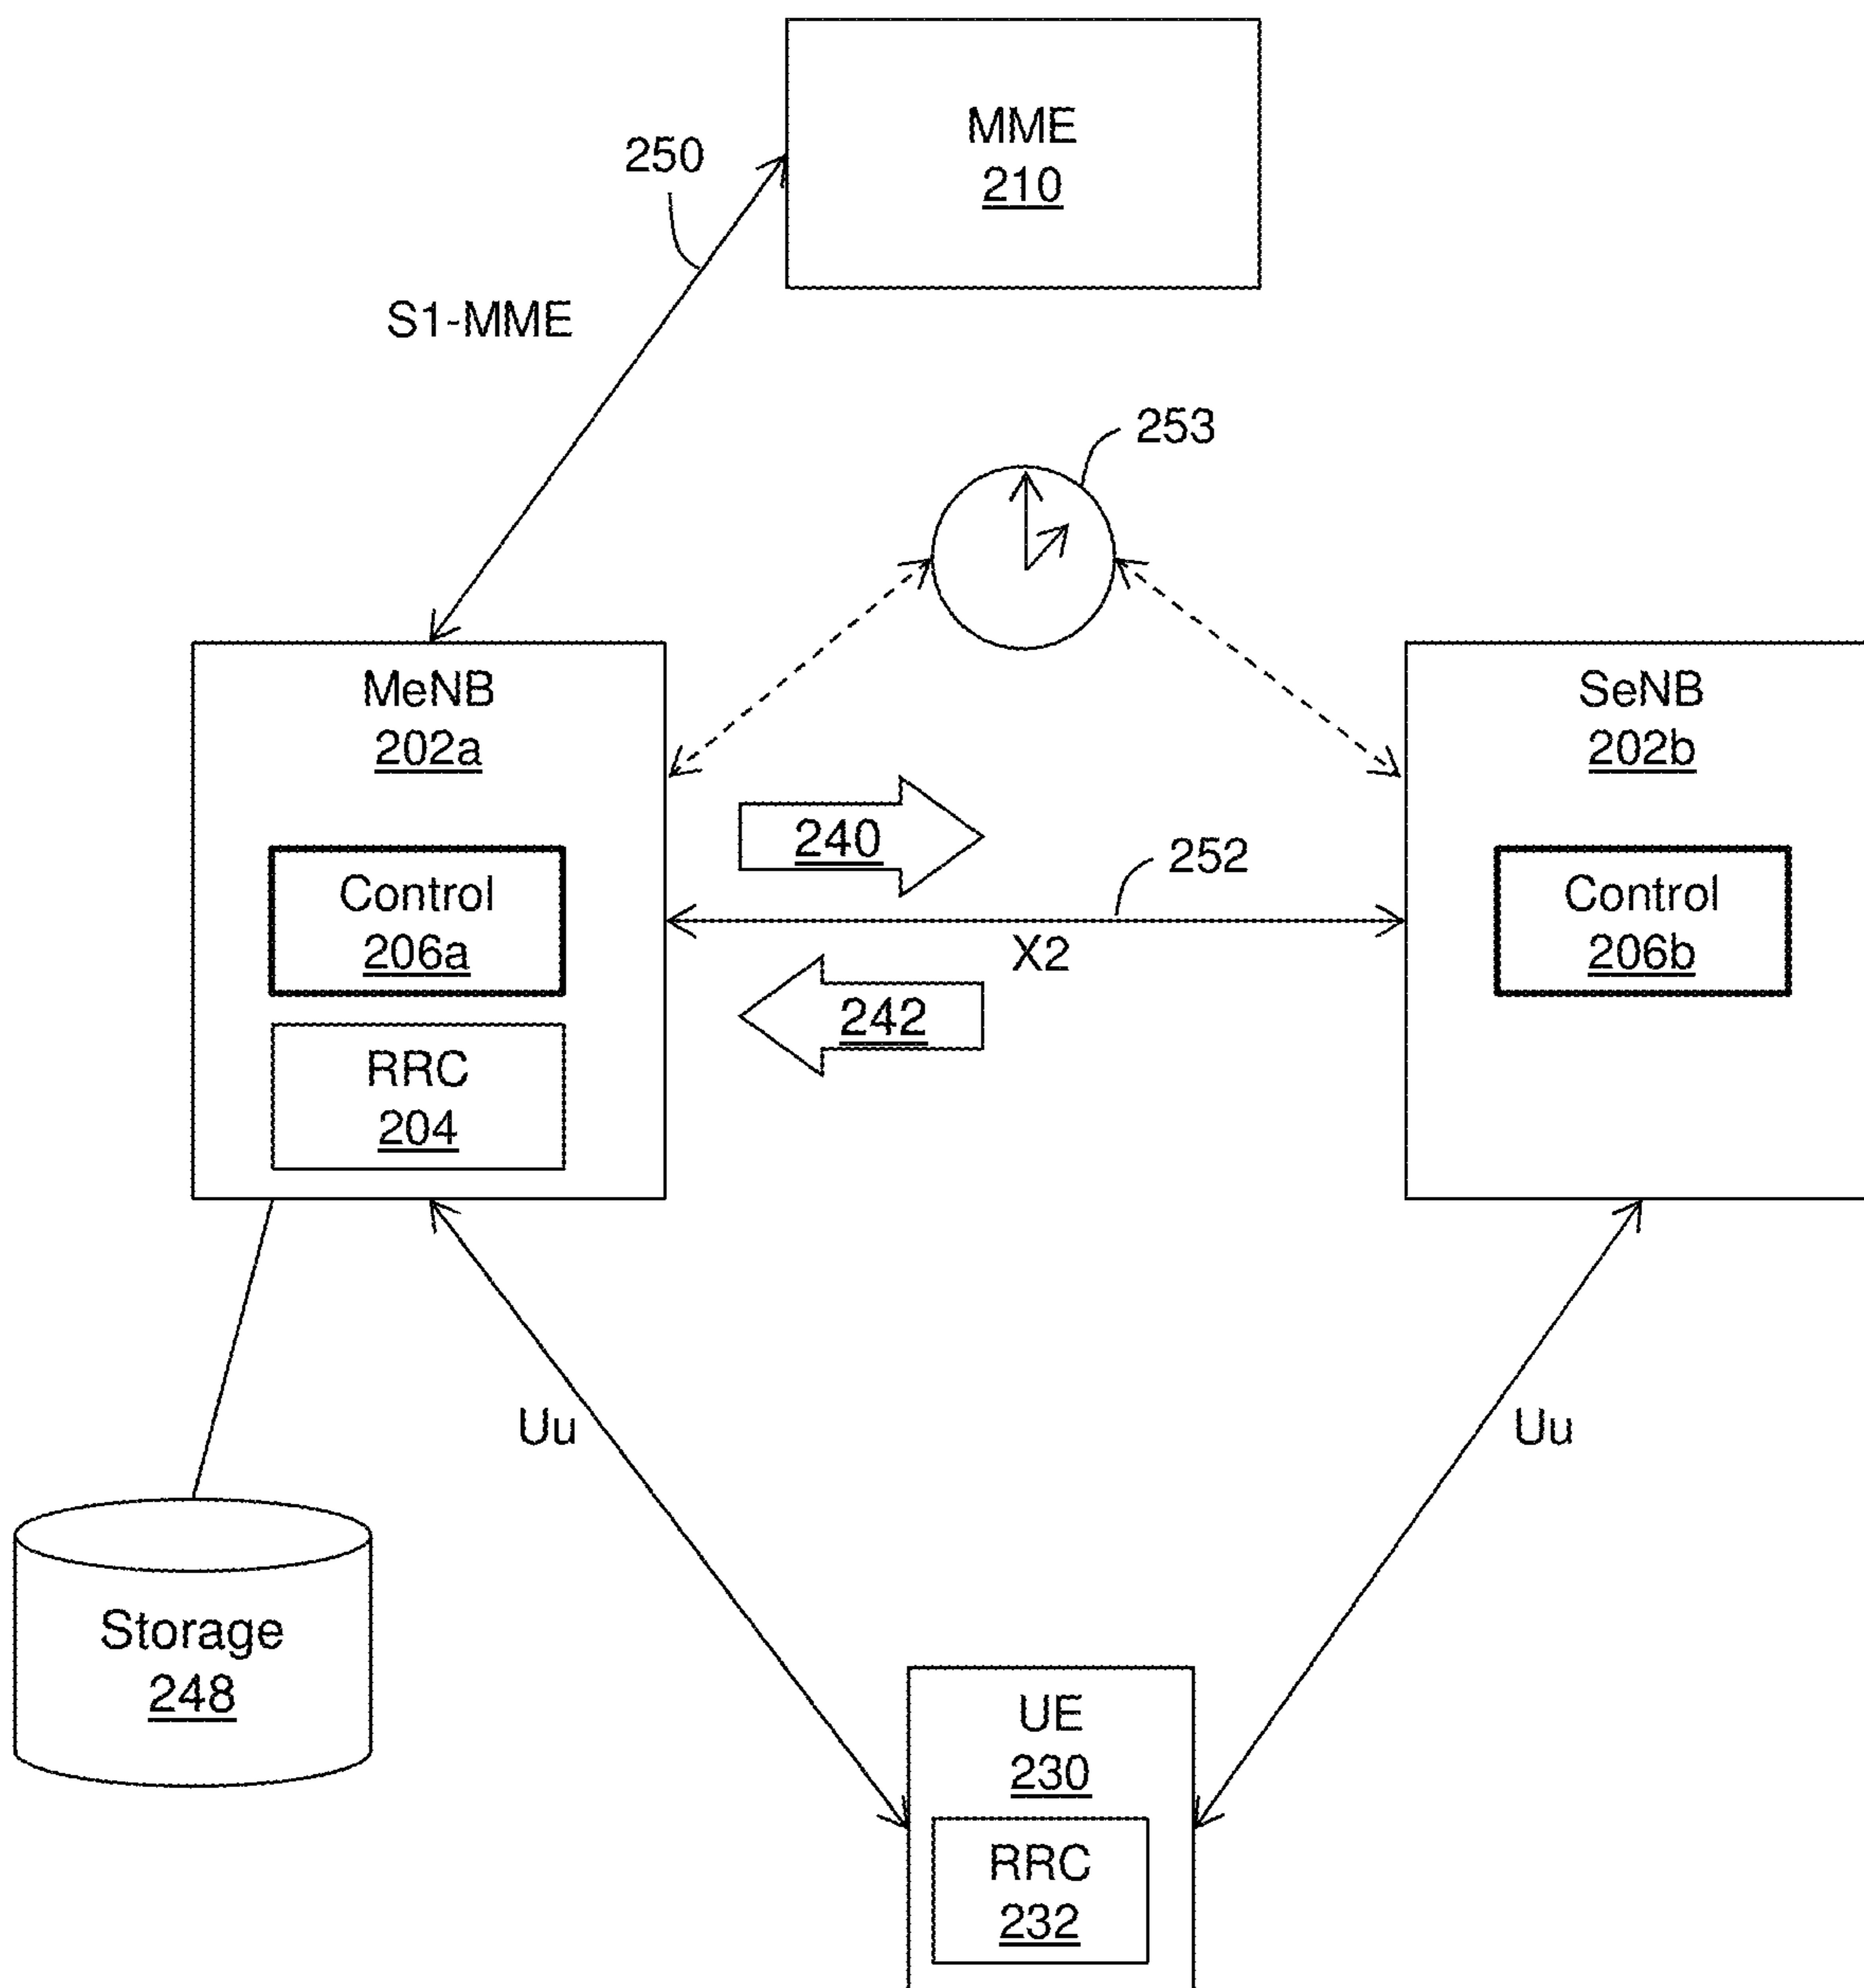 MME
210
250
S1-MME
253
MeNB
202a
SeNB
202b
240
252
Control
206a
Control
206b
X2
242
RRC
204
Uu
Uu
Storage
248
UE
230
RRC
232